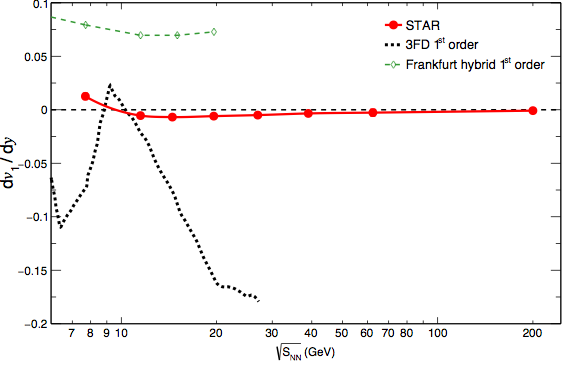 0.1
0.05
0
−0.05
−0.1
−0.15
−0.2
dv₁ / dy
STAR
3FD 1ˢᵗ order
Frankfurt hybrid 1ˢᵗ order
7 8 9 10 20 30 40 50 60 70 80 100 200
√S_NN (GeV)